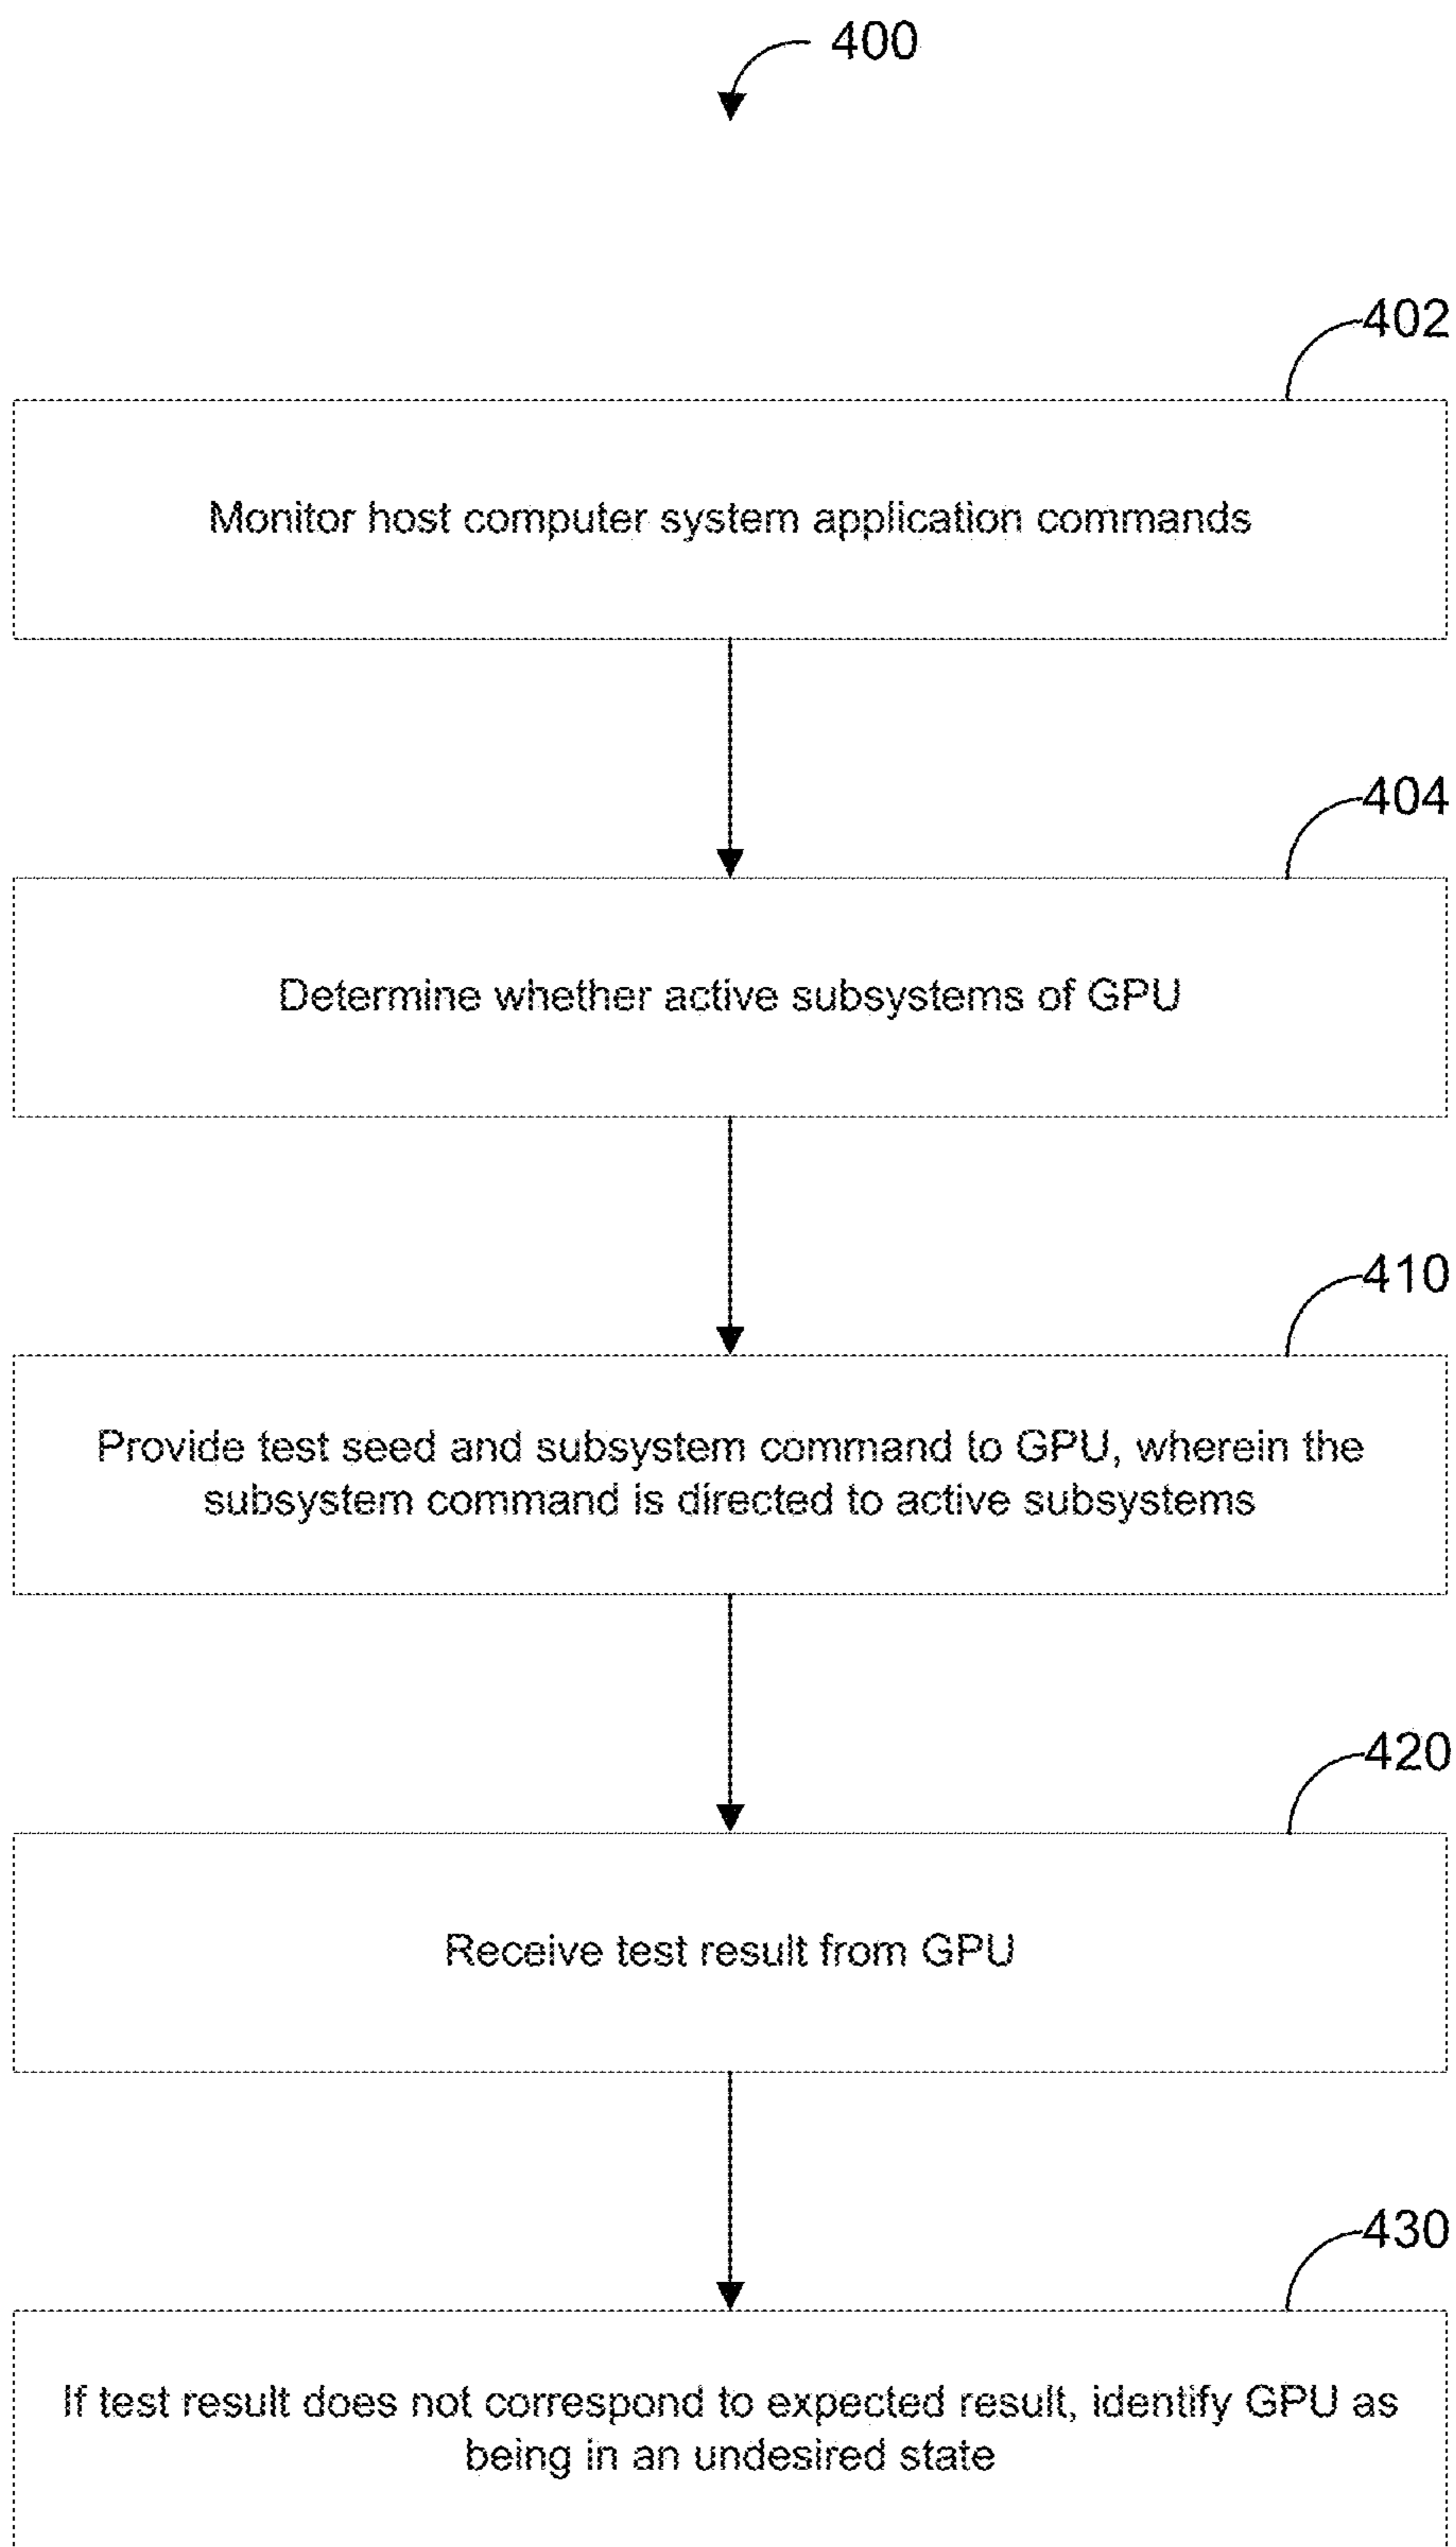 400
402
Monitor host computer system application commands
404
Determine whether active subsystems of GPU
410
Provide test seed and subsystem command to GPU, wherein the
subsystem command is directed to active subsystems
420
Receive test result from GPU
430
If test result does not correspond to expected result, identify GPU as
being in an undesired state